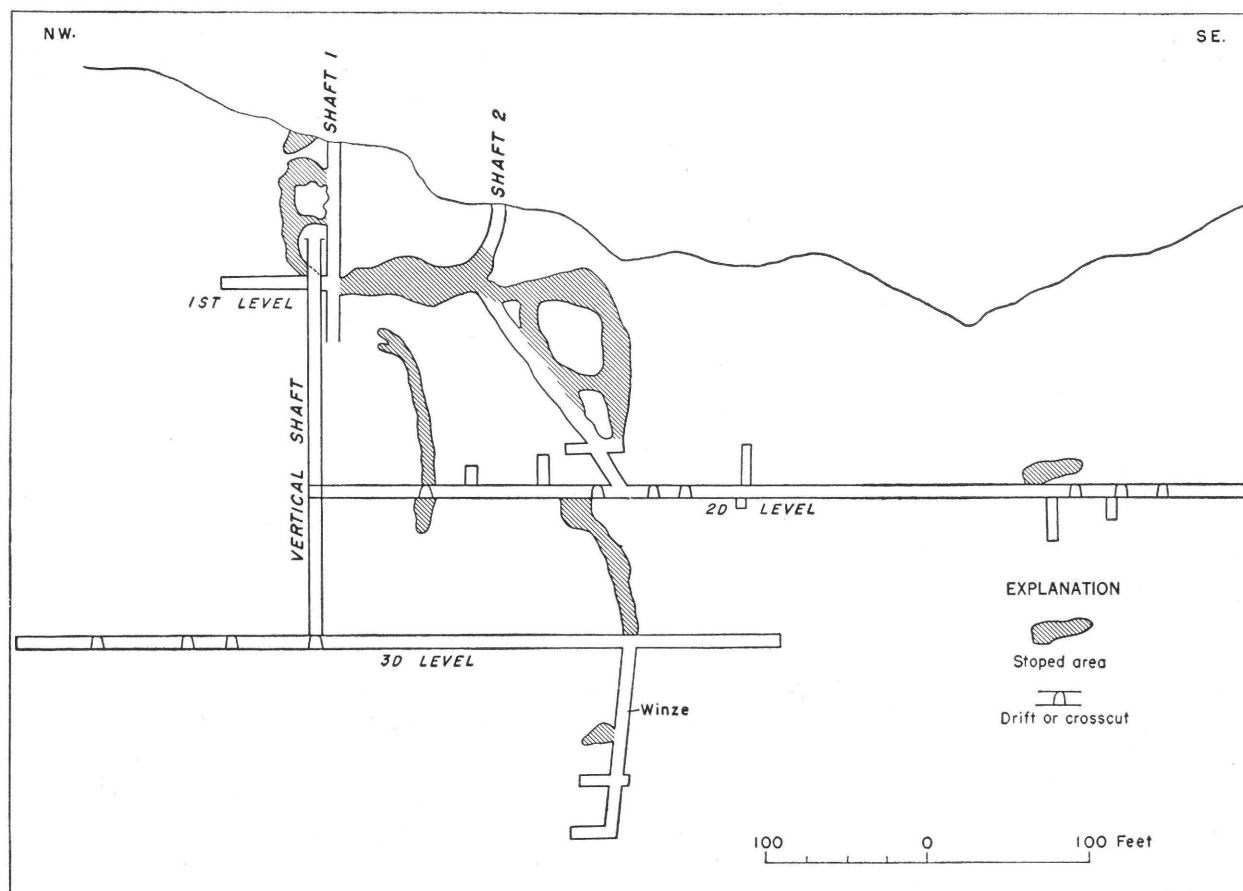 NW.
SE.
SHAFT 1
SHAFT 2
1ST LEVEL
VERTICAL SHAFT
2D LEVEL
3D LEVEL
Winze
EXPLANATION
Stoped area
Drift or crosscut
100 0 100 Feet